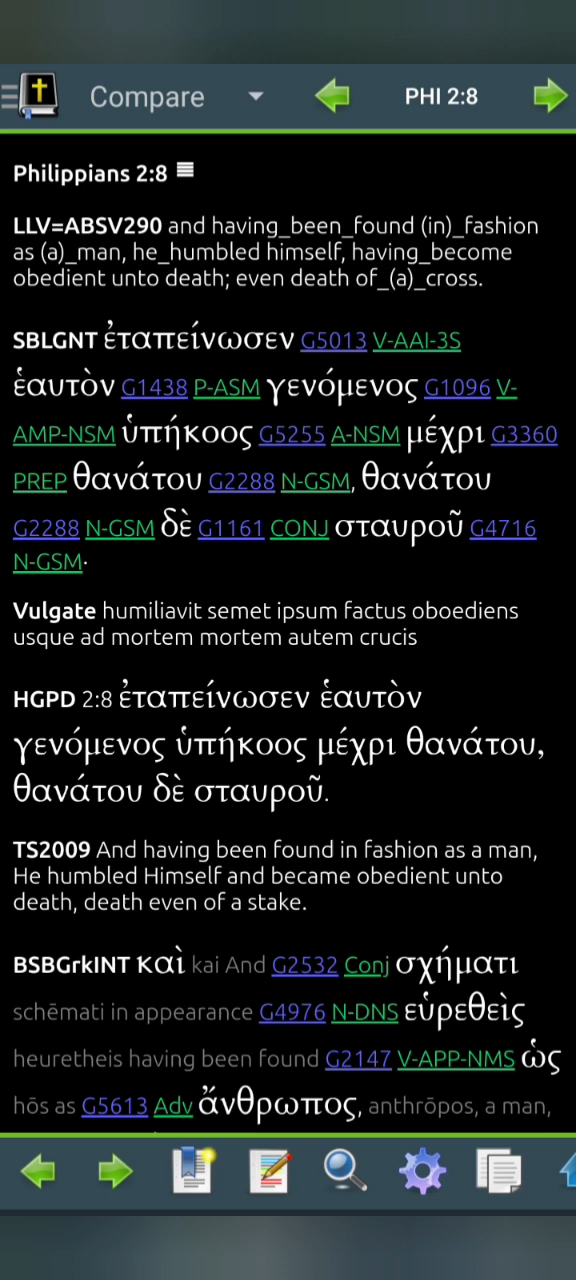 Compare
PHI 2:8
Philippians 2:8
LLV=ABSV290 and having_been_found (in)_fashion
as (a)_man, he_humbled himself, having_become
obedient unto death; even death of_(a)_cross.
SBLGNT ἐταπείνωσεν G5013 V-AAI-3S
ἑαυτὸν G1438 P-ASM γενόμενος G1096 V-
AMP-NSM ὑπήκοος G5255 A-NSM μέχρι G3360
PREP θανάτου G2288 N-GSM, θανάτου
G2288 N-GSM δὲ G1161 CONJ σταυροῦ G4716
N-GSM·
Vulgate humiliavit semet ipsum factus oboediens
usque ad mortem mortem autem crucis
HGPD 2:8 ἐταπείνωσεν ἑαυτὸν
γενόμενος ὑπήκοος μέχρι θανάτου,
θανάτου δὲ σταυροῦ.
TS2009 And having been found in fashion as a man,
He humbled Himself and became obedient unto
death, death even of a stake.
BSBGrkINT καὶ kai And G2532 Conj σχήματι
schēmati in appearance G4976 N-DNS εὑρεθεὶς
heuretheis having been found G2147 V-APP-NMS ὡς
hōs as G5613 Adv ἄνθρωπος, anthrōpos, a man,